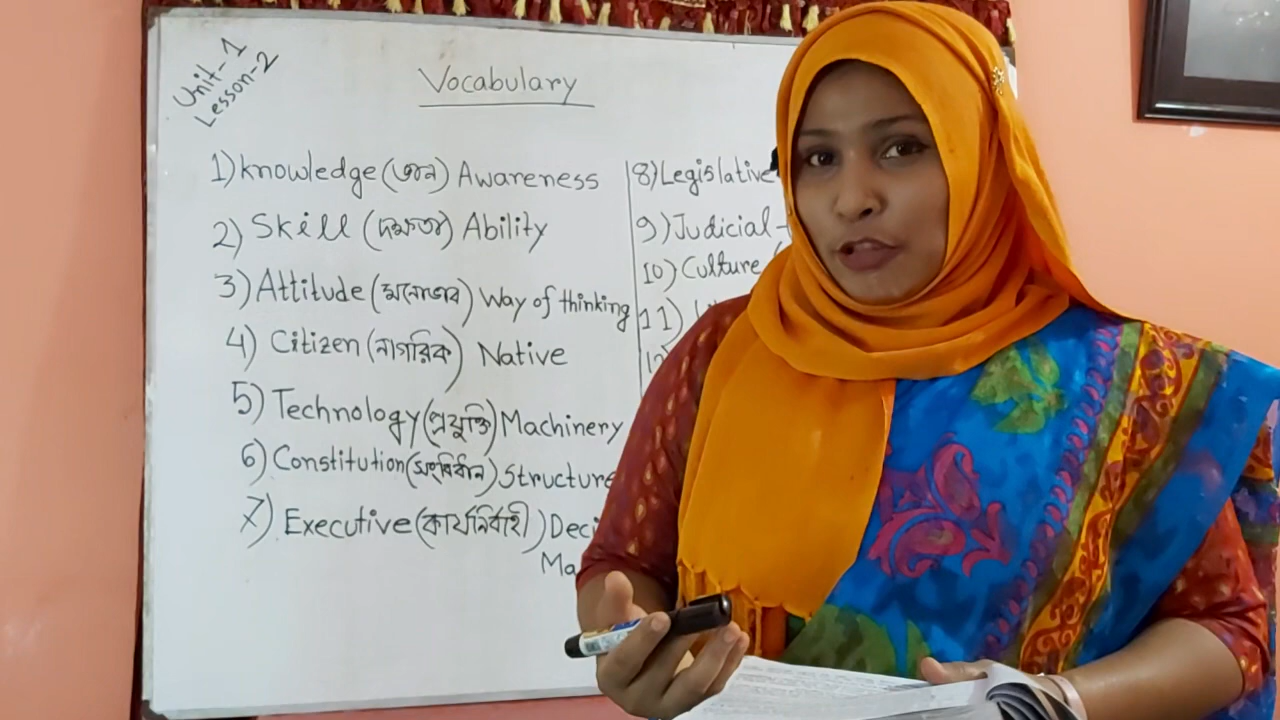 Unit-1
Lesson-2
Vocabulary
1) Knowledge (জ্ঞান) Awareness
2) Skill (দক্ষতা) Ability
3) Attitude (মনোভাব) Way of thinking
4) Citizen (নাগরিক) Native
5) Technology (প্রযুক্তি) Machinery
6) Constitution (সংবিধান) Structure
7) Executive (কার্যনির্বাহী) Deci
Ma
8) Legislative
9) Judicial -
10) Culture (
11)
12